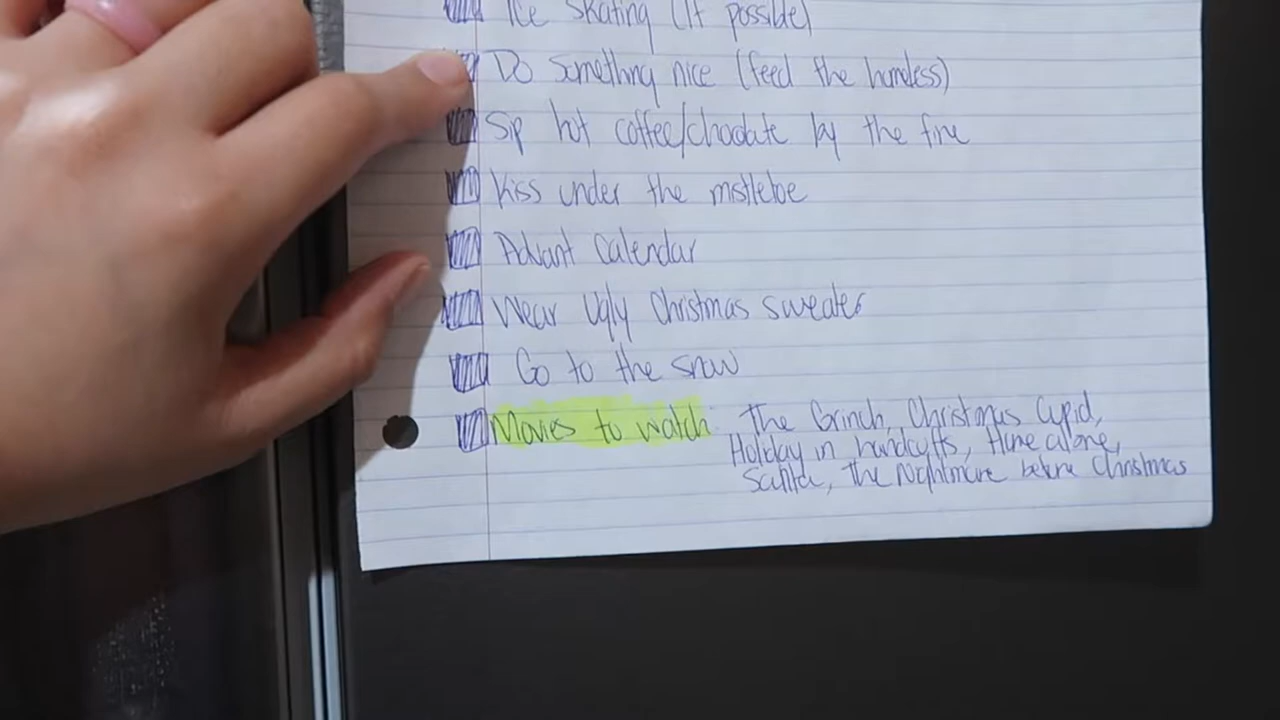 Ice Skating (If possible)
Do something nice (feed the homeless)
Sip hot coffee/chocolate by the fire
Kiss under the mistletoe
Advant Calendar
Wear Ugly Christmas sweater
Go to the snow
Movies to watch: The Grinch, Christmas Cupid,
Holiday in handcuffs, Home alone,
Santa, The nightmare before Christmas